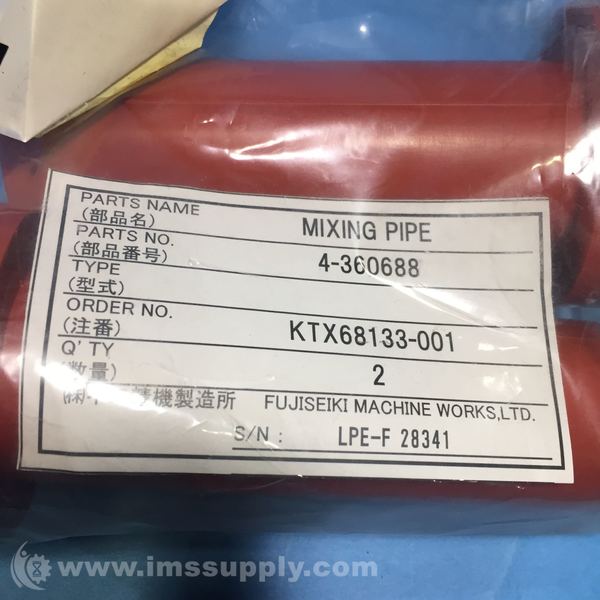 PARTS NAME
(部品名) MIXING PIPE
PARTS NO.
(部品番号) 4-360688
TYPE
(型式)
ORDER NO.
(注番) KTX68133-001
Q'TY
(数量) 2
(株) 機製造所 FUJISEIKI MACHINE WORKS,LTD.
S/N : LPE-F 28341
www.imssupply.com